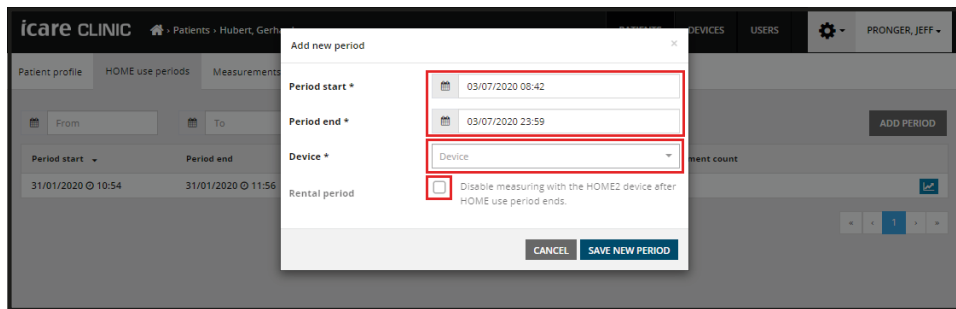 icare CLINIC > Patients > Hubert, Gerh PATIENTS DEVICES USERS PRONGER, JEFF
Patient profile HOME use periods Measurements
Add new period ×
Period start * 03/07/2020 08:42
Period end * 03/07/2020 23:59
From To ADD PERIOD
Device * Device
Period start Period end ment count
31/01/2020 10:54 31/01/2020 11:56
Rental period Disable measuring with the HOME2 device after
HOME use period ends.
« ‹ 1 › »
CANCEL SAVE NEW PERIOD